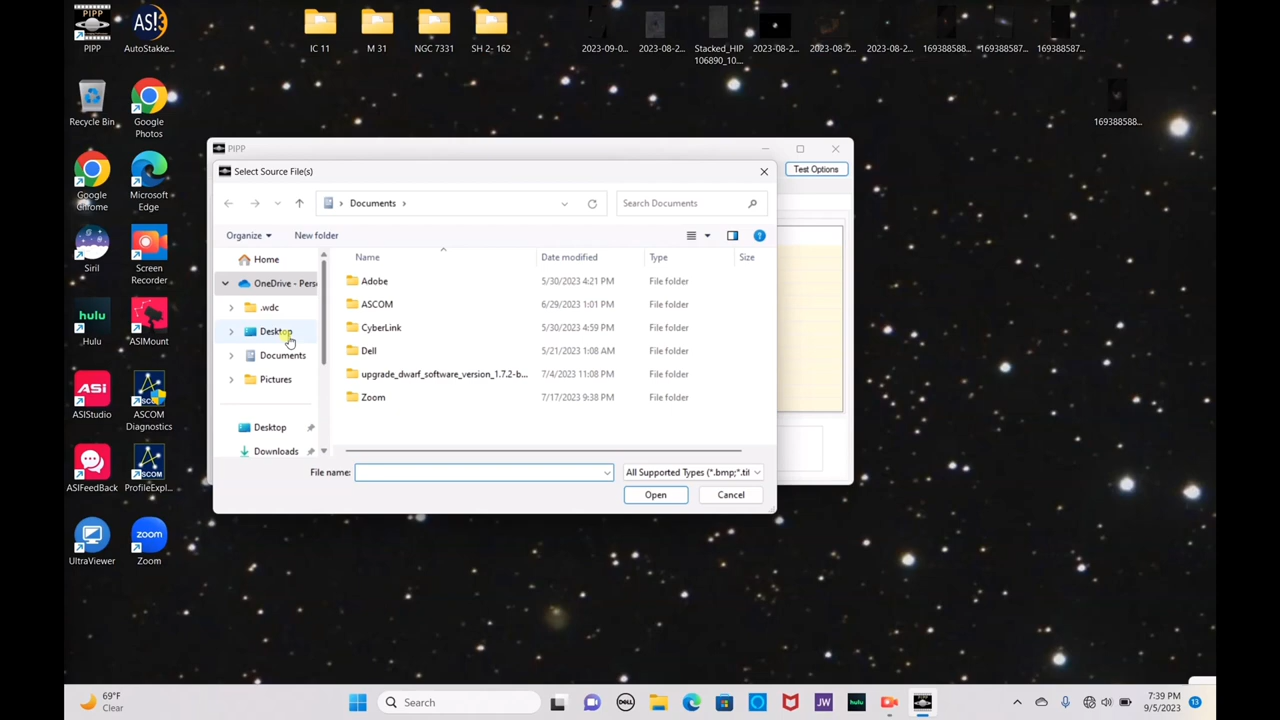 PIPP
AutoStakke...
IC 11
M 31
NGC 7331
SH 2_ 162
2023-09-0...
2023-08-2...
Stacked_HIP
106890_10...
2023-08-2...
2023-08-2...
2023-08-2...
169388588...
169388587...
169388587...
Recycle Bin
Google
Photos
169388588...
Google
Chrome
Microsoft
Edge
Siril
Screen
Recorder
hulu
Hulu
ASIMount
ASi
ASIStudio
ASCOM
Diagnostics
ASIFeedBack
ASCOM
ProfileExpl...
UltraViewer
zoom
Zoom
PIPP
Test Options
Select Source File(s)
Documents
Search Documents
Organize
New folder
Home
OneDrive - Pers
.wdc
Desktop
Documents
Pictures
Desktop
Downloads
Name
Date modified
Type
Size
Adobe
5/30/2023 4:21 PM
File folder
ASCOM
6/29/2023 1:01 PM
File folder
CyberLink
5/30/2023 4:59 PM
File folder
Dell
5/21/2023 1:08 AM
File folder
upgrade_dwarf_software_version_1.7.2-b...
7/4/2023 11:08 PM
File folder
Zoom
7/17/2023 9:38 PM
File folder
File name:
All Supported Types (*.bmp;*.tif
Open
Cancel
69°F
Clear
Search
DELL
JW
hulu
7:39 PM
9/5/2023
13